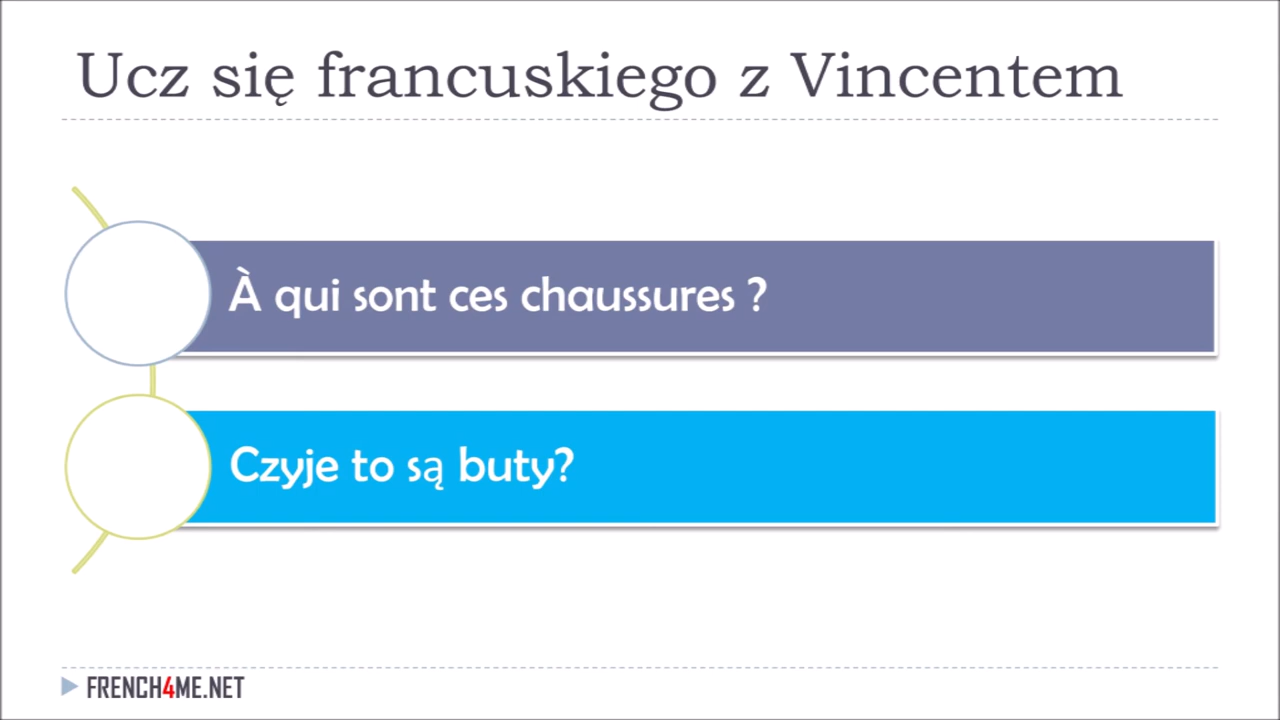 Ucz się francuskiego z Vincentem
À qui sont ces chaussures ?
Czyje to są buty?
FRENCH4ME.NET